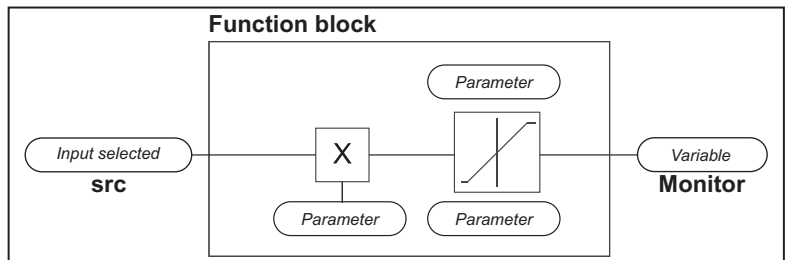 Function block
Parameter
Input selected
X
Variable
src
Monitor
Parameter
Parameter